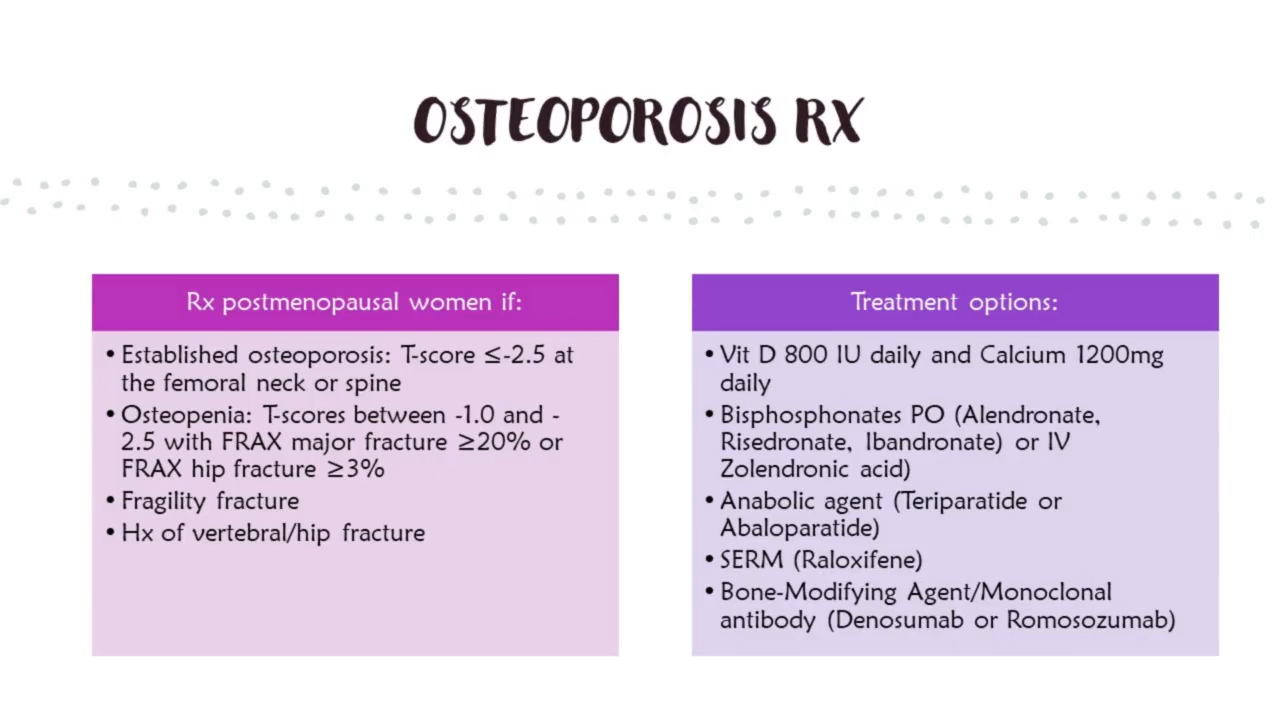 OSTEOPOROSIS RX
Rx postmenopausal women if:
• Established osteoporosis: T-score ≤-2.5 at
the femoral neck or spine
• Osteopenia: T-scores between -1.0 and -
2.5 with FRAX major fracture ≥20% or
FRAX hip fracture ≥3%
• Fragility fracture
• Hx of vertebral/hip fracture
Treatment options:
• Vit D 800 IU daily and Calcium 1200mg
daily
• Bisphosphonates PO (Alendronate,
Risedronate, Ibandronate) or IV
Zolendronic acid)
• Anabolic agent (Teriparatide or
Abaloparatide)
• SERM (Raloxifene)
• Bone-Modifying Agent/Monoclonal
antibody (Denosumab or Romosozumab)